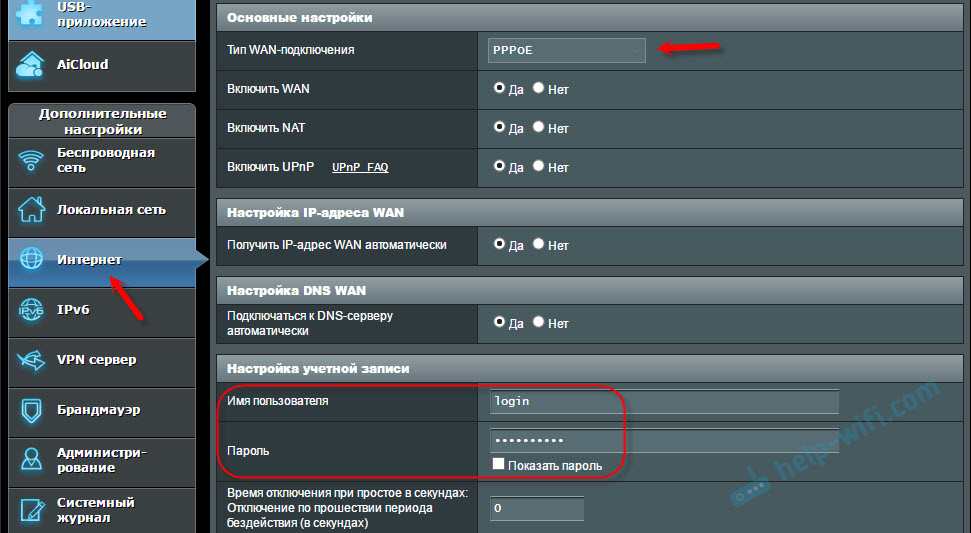 USB-
приложение
AiCloud
Дополнительные
настройки
Беспроводная
сеть
Локальная сеть
Интернет
IPv6
IPv6
VPN сервер
Брандмауэр
Администри-
рование
Системный
журнал
Основные настройки
Тип WAN-подключения PPPoE
Включить WAN Да Нет
Включить NAT Да Нет
Включить UPnP UPnP FAQ Да Нет
Настройка IP-адреса WAN
Получить IP-адрес WAN автоматически Да Нет
Настройка DNS WAN
Подключаться к DNS-серверу
автоматически Да Нет
Настройка учетной записи
Имя пользователя login
Пароль ••••••••••
Показать пароль
Время отключения при простое в секундах:
Отключение по прошествии периода
бездействия (в секундах) 0
help-wifi.com